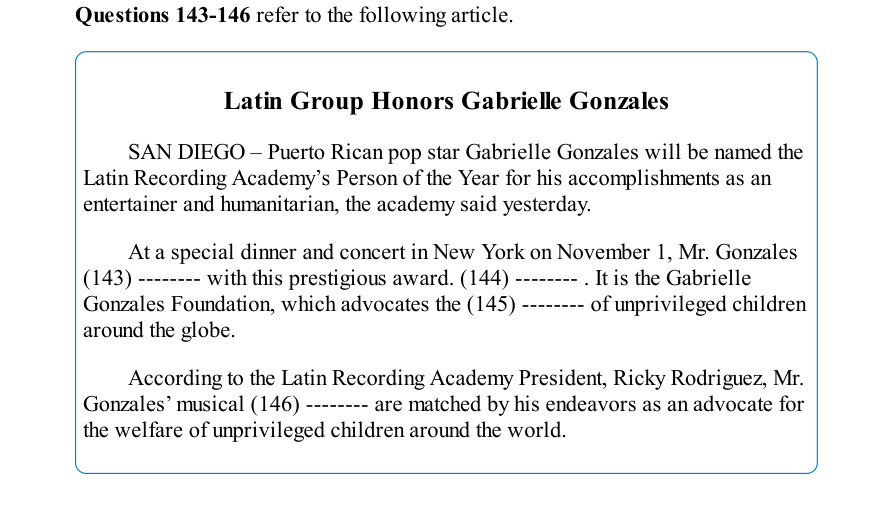 Questions 143-146 refer to the following article.
Latin Group Honors Gabrielle Gonzales
SAN DIEGO – Puerto Rican pop star Gabrielle Gonzales will be named the
Latin Recording Academy's Person of the Year for his accomplishments as an
entertainer and humanitarian, the academy said yesterday.
At a special dinner and concert in New York on November 1, Mr. Gonzales
(143) -------- with this prestigious award. (144) -------- . It is the Gabrielle
Gonzales Foundation, which advocates the (145) -------- of unprivileged children
around the globe.
According to the Latin Recording Academy President, Ricky Rodriguez, Mr.
Gonzales' musical (146) -------- are matched by his endeavors as an advocate for
the welfare of unprivileged children around the world.